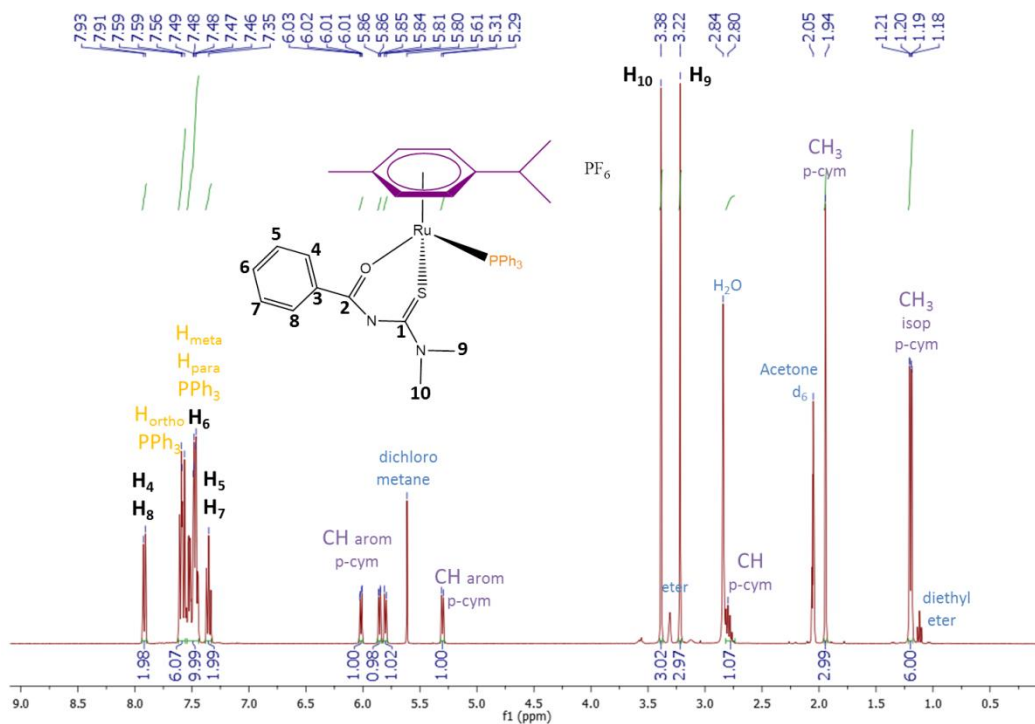 7.93 7.91 7.59 7.59 7.56 7.49 7.48 7.48 7.47 7.46 7.35 6.03 6.02 6.01 6.01 5.86 5.86 5.85 5.84 5.81 5.80 5.61 5.31 5.29 3.38 3.22 2.84 2.80 2.05 1.94 1.21 1.20 1.19 1.18
H10 H9
PF6
Ru
PPh3
O
S
N
N
1
2
3
4
5
6
7
8
9
10
Hmeta
Hpara
PPh3
Hortho
PPh3
H6
H4
H8
H5
H7
CH arom
p-cym
dichloro
metane
CH arom
p-cym
eter
H2O
CH
p-cym
Acetone
d6
CH3
p-cym
CH3
isop
p-cym
diethyl
eter
1.98 6.07 9.99 1.99 1.00 0.98 1.02 1.00 3.02 2.97 1.07 2.99 6.00
9.0 8.5 8.0 7.5 7.0 6.5 6.0 5.5 5.0 4.5 4.0 3.5 3.0 2.5 2.0 1.5 1.0 0.5
f1 (ppm)